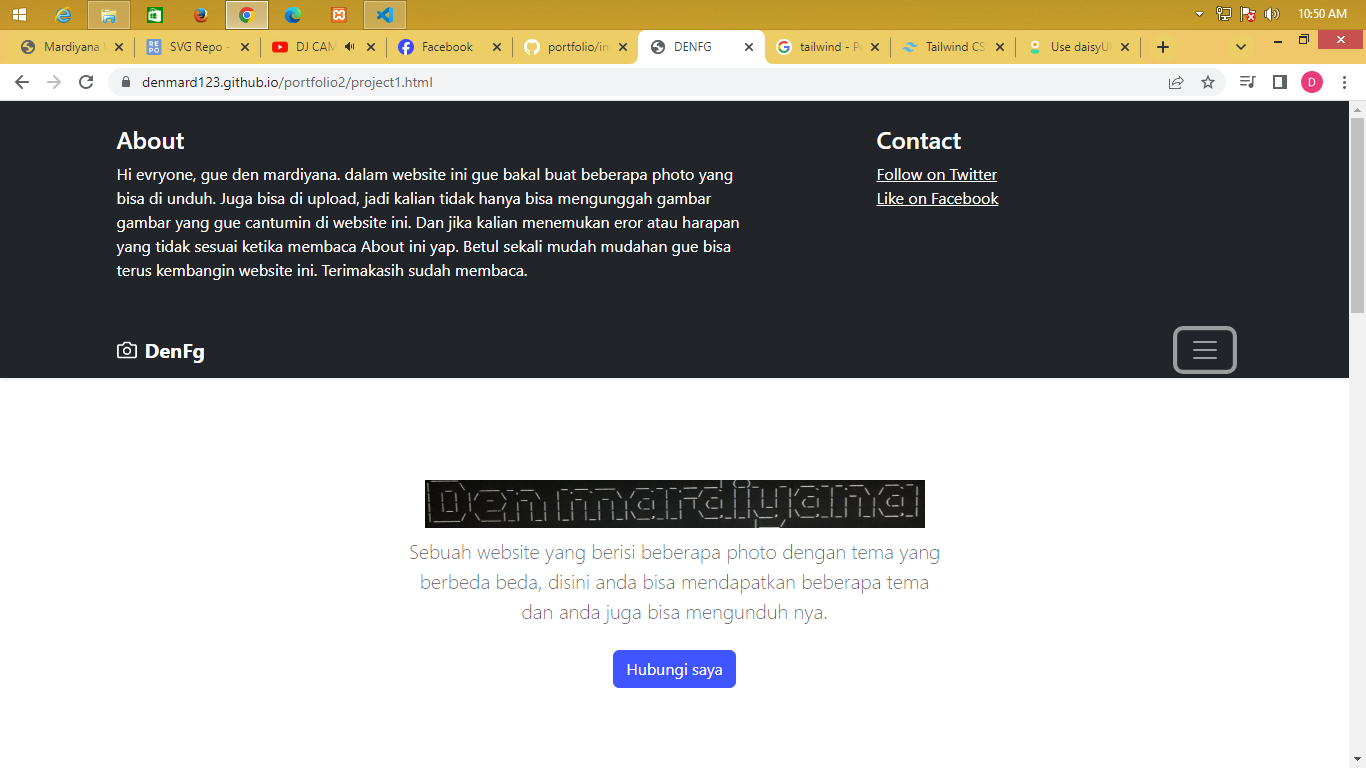 10:50 AM
Mardiyana
SVG Repo -
DJ CAM
Facebook
portfolio/in
DENFG
tailwind - P
Tailwind CS
Use daisyU
denmard123.github.io/portfolio2/project1.html
D
About
Hi evryone, gue den mardiyana. dalam website ini gue bakal buat beberapa photo yang
bisa di unduh. Juga bisa di upload, jadi kalian tidak hanya bisa mengunggah gambar
gambar yang gue cantumin di website ini. Dan jika kalian menemukan eror atau harapan
yang tidak sesuai ketika membaca About ini yap. Betul sekali mudah mudahan gue bisa
terus kembangin website ini. Terimakasih sudah membaca.
Contact
Follow on Twitter
Like on Facebook
DenFg
Den mardiyana
Sebuah website yang berisi beberapa photo dengan tema yang
berbeda beda, disini anda bisa mendapatkan beberapa tema
dan anda juga bisa mengunduh nya.
Hubungi saya